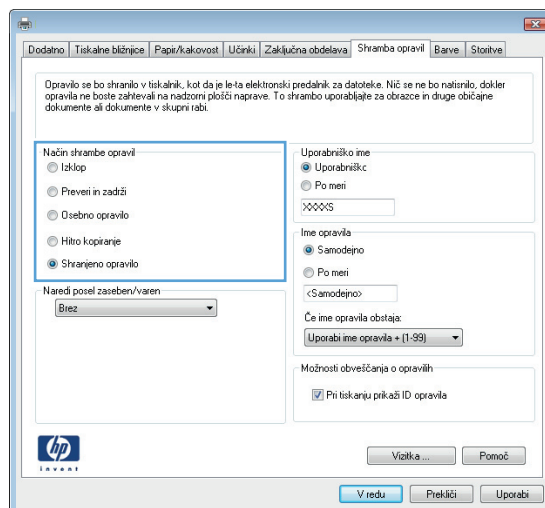 Dodatno Tiskalne bližnjice Papir/kakovost Učinki Zaključna obdelava Shramba opravil Barve Storitve
Opravilo se bo shranilo v tiskalnik, kot da je le-ta elektronski predalnik za datoteke. Nič se ne bo natisnilo, dokler
opravila ne boste zahtevali na nadzorni plošči naprave. To shrambo uporabljajte za obrazce in druge običajne
dokumente ali dokumente v skupni rabi.
Način shrambe opravil
Izklop
Preveri in zadrži
Osebno opravilo
Hitro kopiranje
Shranjeno opravilo
Naredi posel zaseben/varen
Brez
Uporabniško ime
Uporabniškc
Po meri
XXXXS
Ime opravila
Samodejno
Po meri
<Samodejno>
Če ime opravila obstaja:
Uporabi ime opravila + (1-99)
Možnosti obveščanja o opravilih
Pri tiskanju prikaži ID opravila
hp
invent
Vizitka ... Pomoč
V redu Prekliči Uporabi